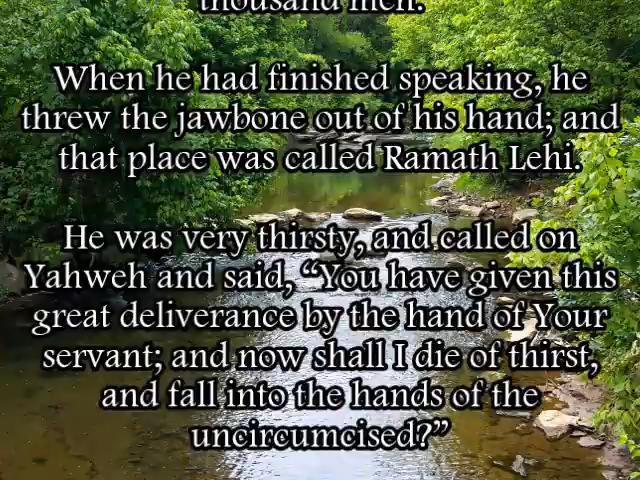 thousand men.”
When he had finished speaking, he
threw the jawbone out of his hand; and
that place was called Ramath Lehi.
He was very thirsty, and called on
Yahweh and said, “You have given this
great deliverance by the hand of Your
servant; and now shall I die of thirst,
and fall into the hands of the
uncircumcised?”